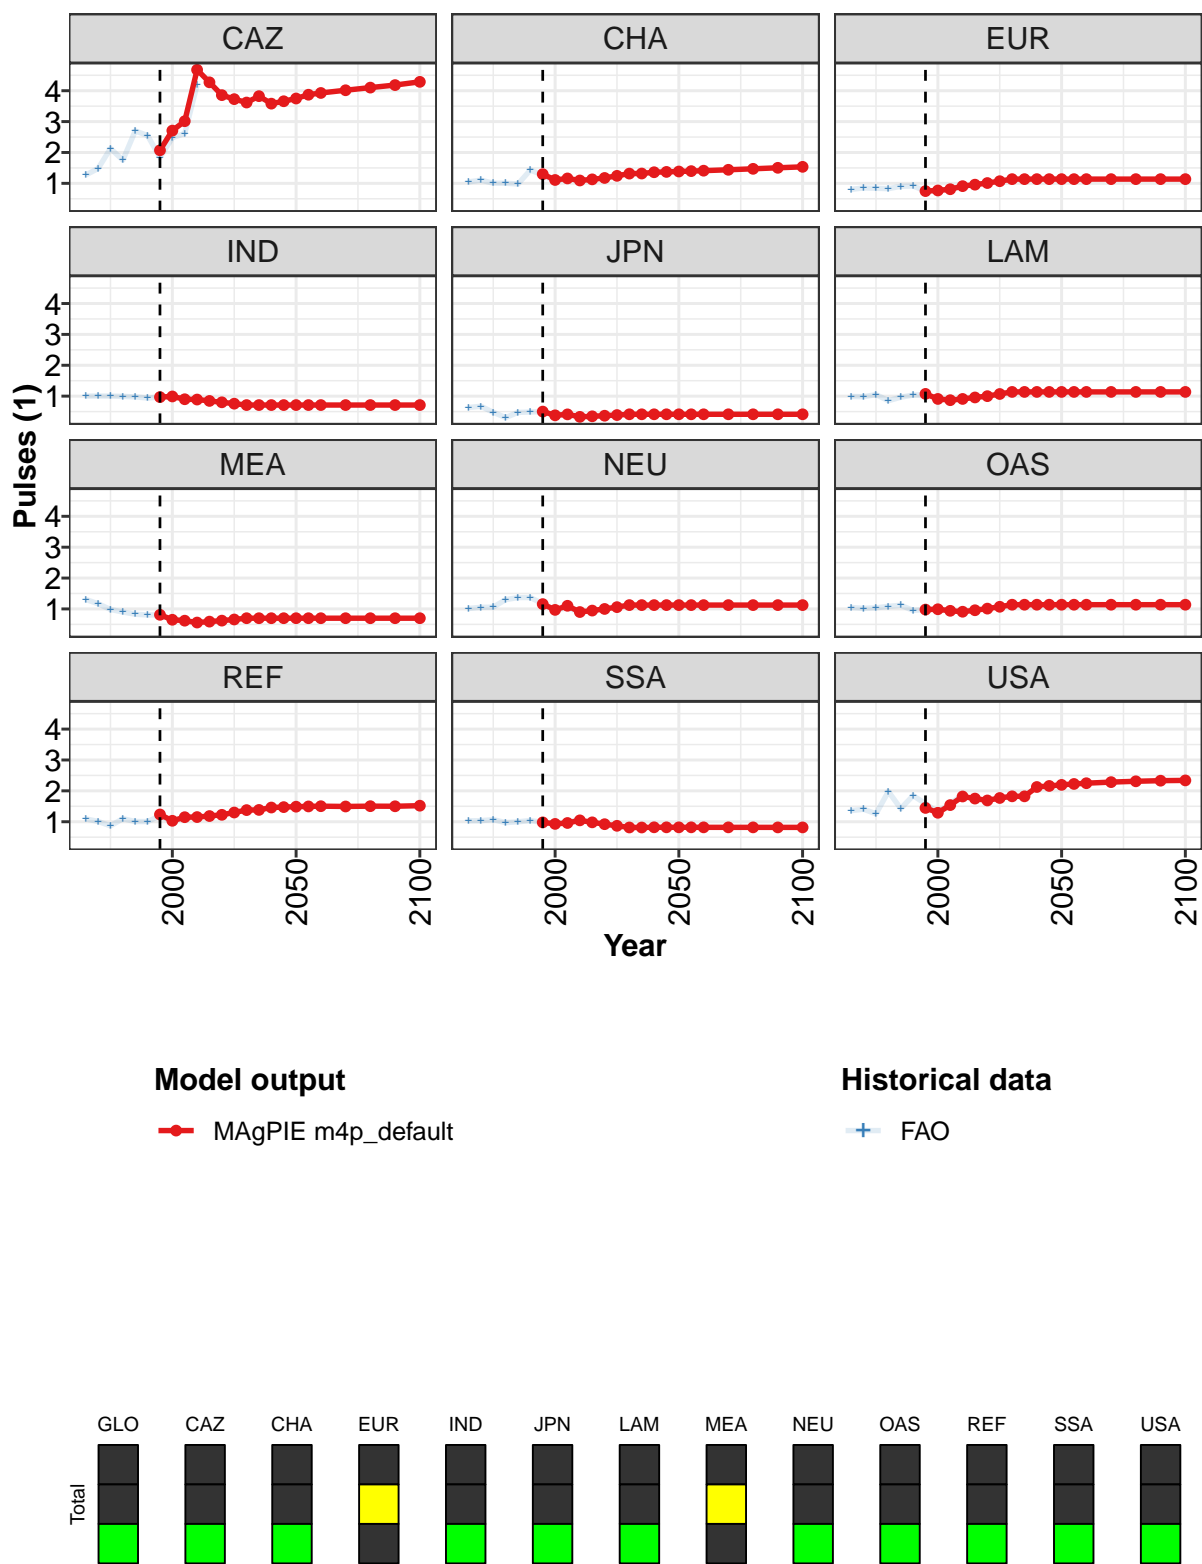 CAZ CHA EUR
4
3
2
1
IND JPN LAM
4
3
2
1
MEA NEU OAS
4
3
2
1
REF SSA USA
4
3
2
1
Pulses (1)
2000 2050 2100 2000 2050 2100 2000 2050 2100
Year
Model output Historical data
MAgPIE m4p_default FAO
GLO CAZ CHA EUR IND JPN LAM MEA NEU OAS REF SSA USA
Total